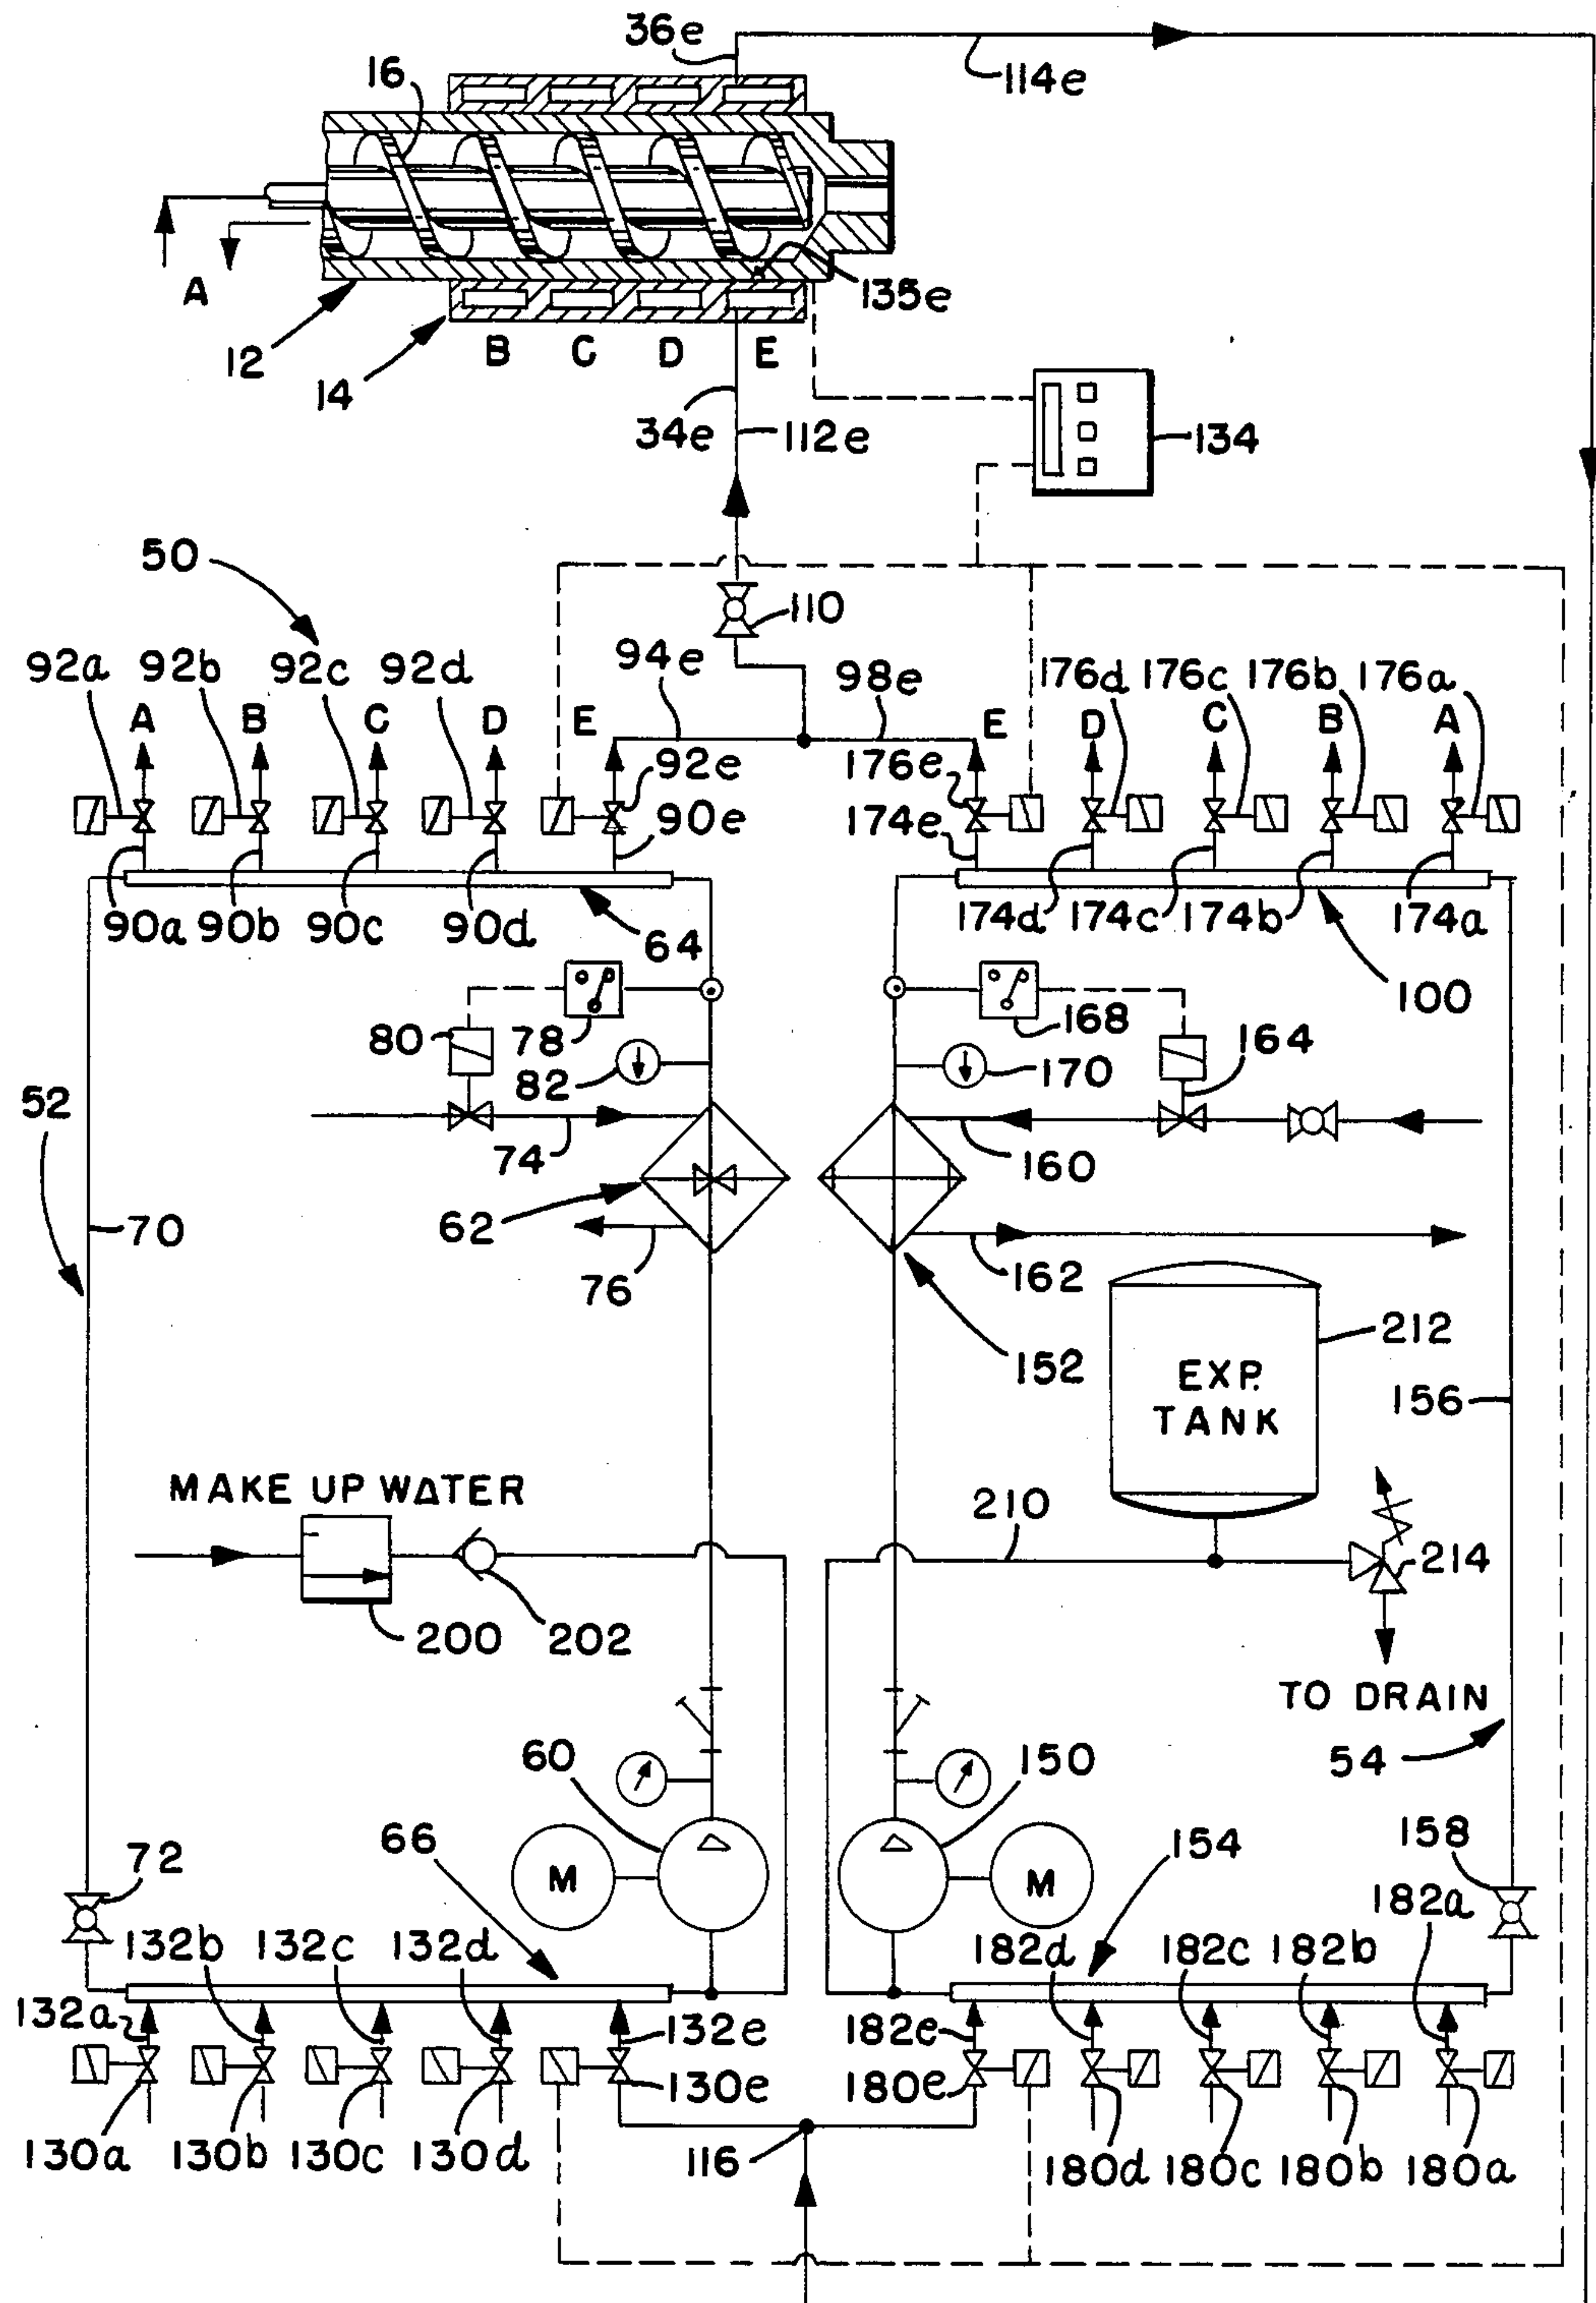 36e
114e
16
A
135e
12
B C D E
14
34e 112e
134
50
110
92a 92b 92c 92d
94e
98e
176d 176c 176b 176a
A B C D E
E D C B A
92e
176e
90e
174e
90a 90b 90c 90d
64
174d 174c 174b 174a
100
80
78
168
82
170
164
52
74
160
62
70
76
162
152
212
EXP.
TANK
156
MAKE UP WATER
210
214
200
202
TO DRAIN
54
60
150
66
154
158
72
M
M
182a
132b 132c 132d
182d 182c 182b
132a
132e
182e
130e
180e
130a 130b 130c 130d
116
180d 180c 180b 180a